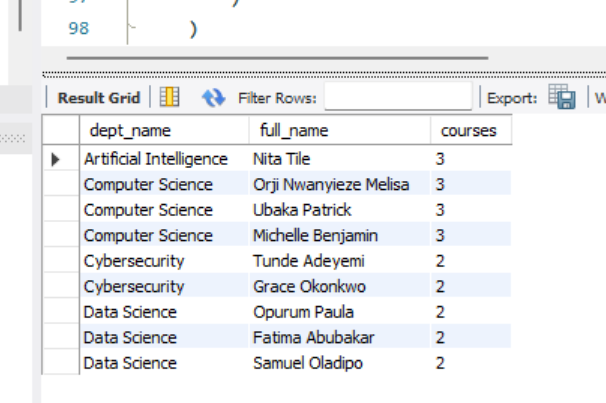 98 )
Result Grid Filter Rows: Export: W
dept_name full_name courses
Artificial Intelligence Nita Tile 3
Computer Science Orji Nwanyieze Melisa 3
Computer Science Ubaka Patrick 3
Computer Science Michelle Benjamin 3
Cybersecurity Tunde Adeyemi 2
Cybersecurity Grace Okonkwo 2
Data Science Opurum Paula 2
Data Science Fatima Abubakar 2
Data Science Samuel Oladipo 2